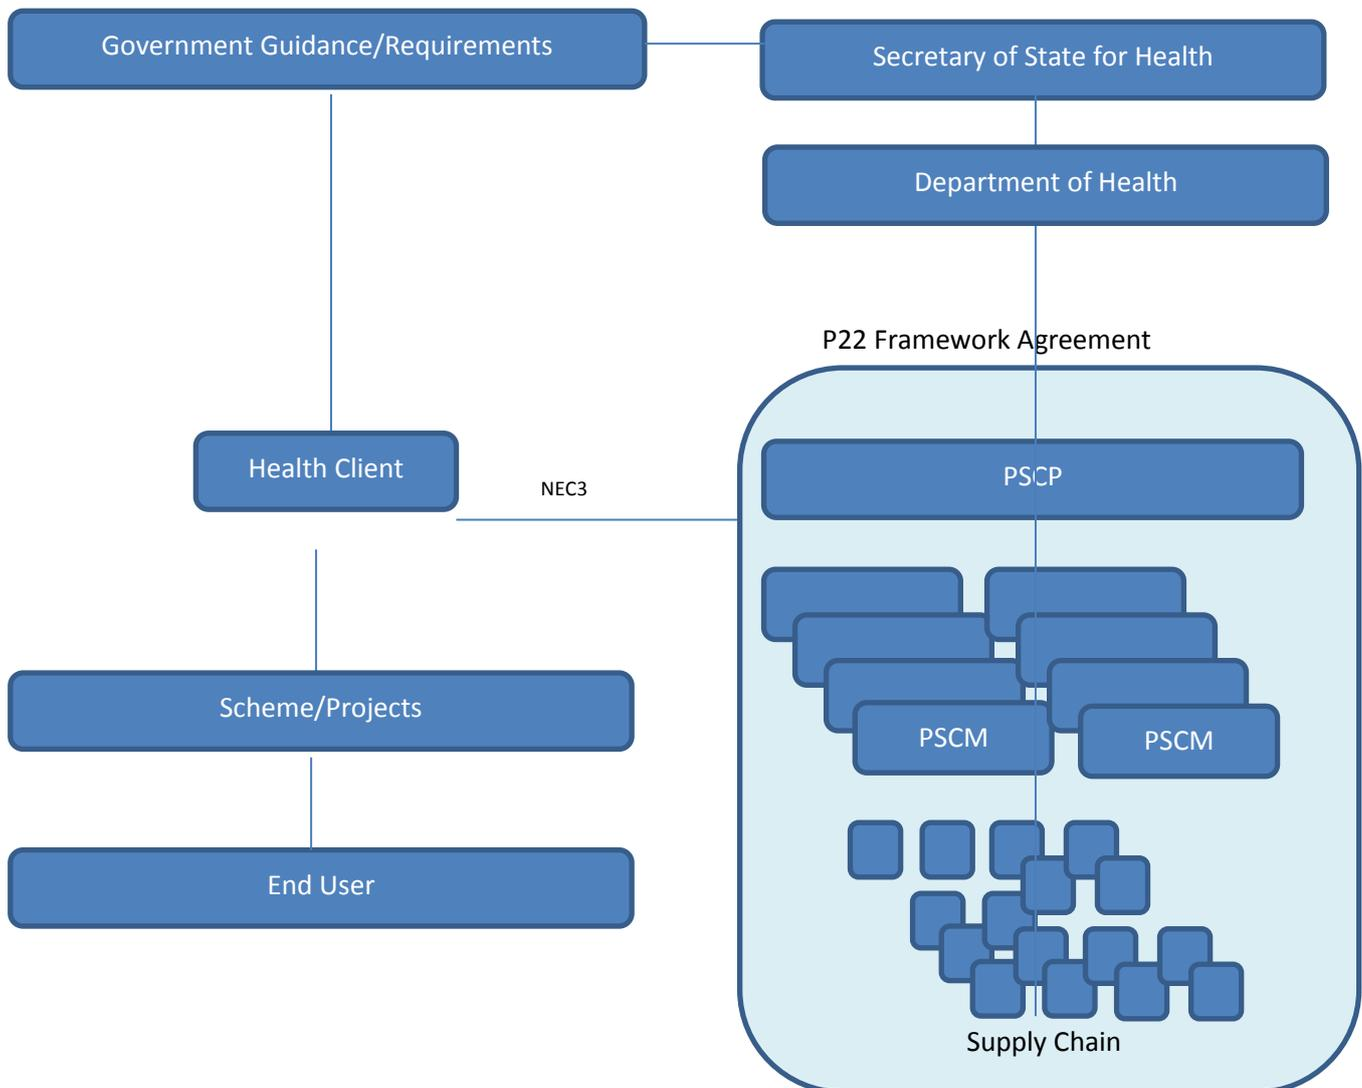 Government Guidance/Requirements
Secretary of State for Health
Department of Health
P22 Framework Agreement
Health Client
NEC3
PSCP
Scheme/Projects
PSCM
PSCM
End User
Supply Chain